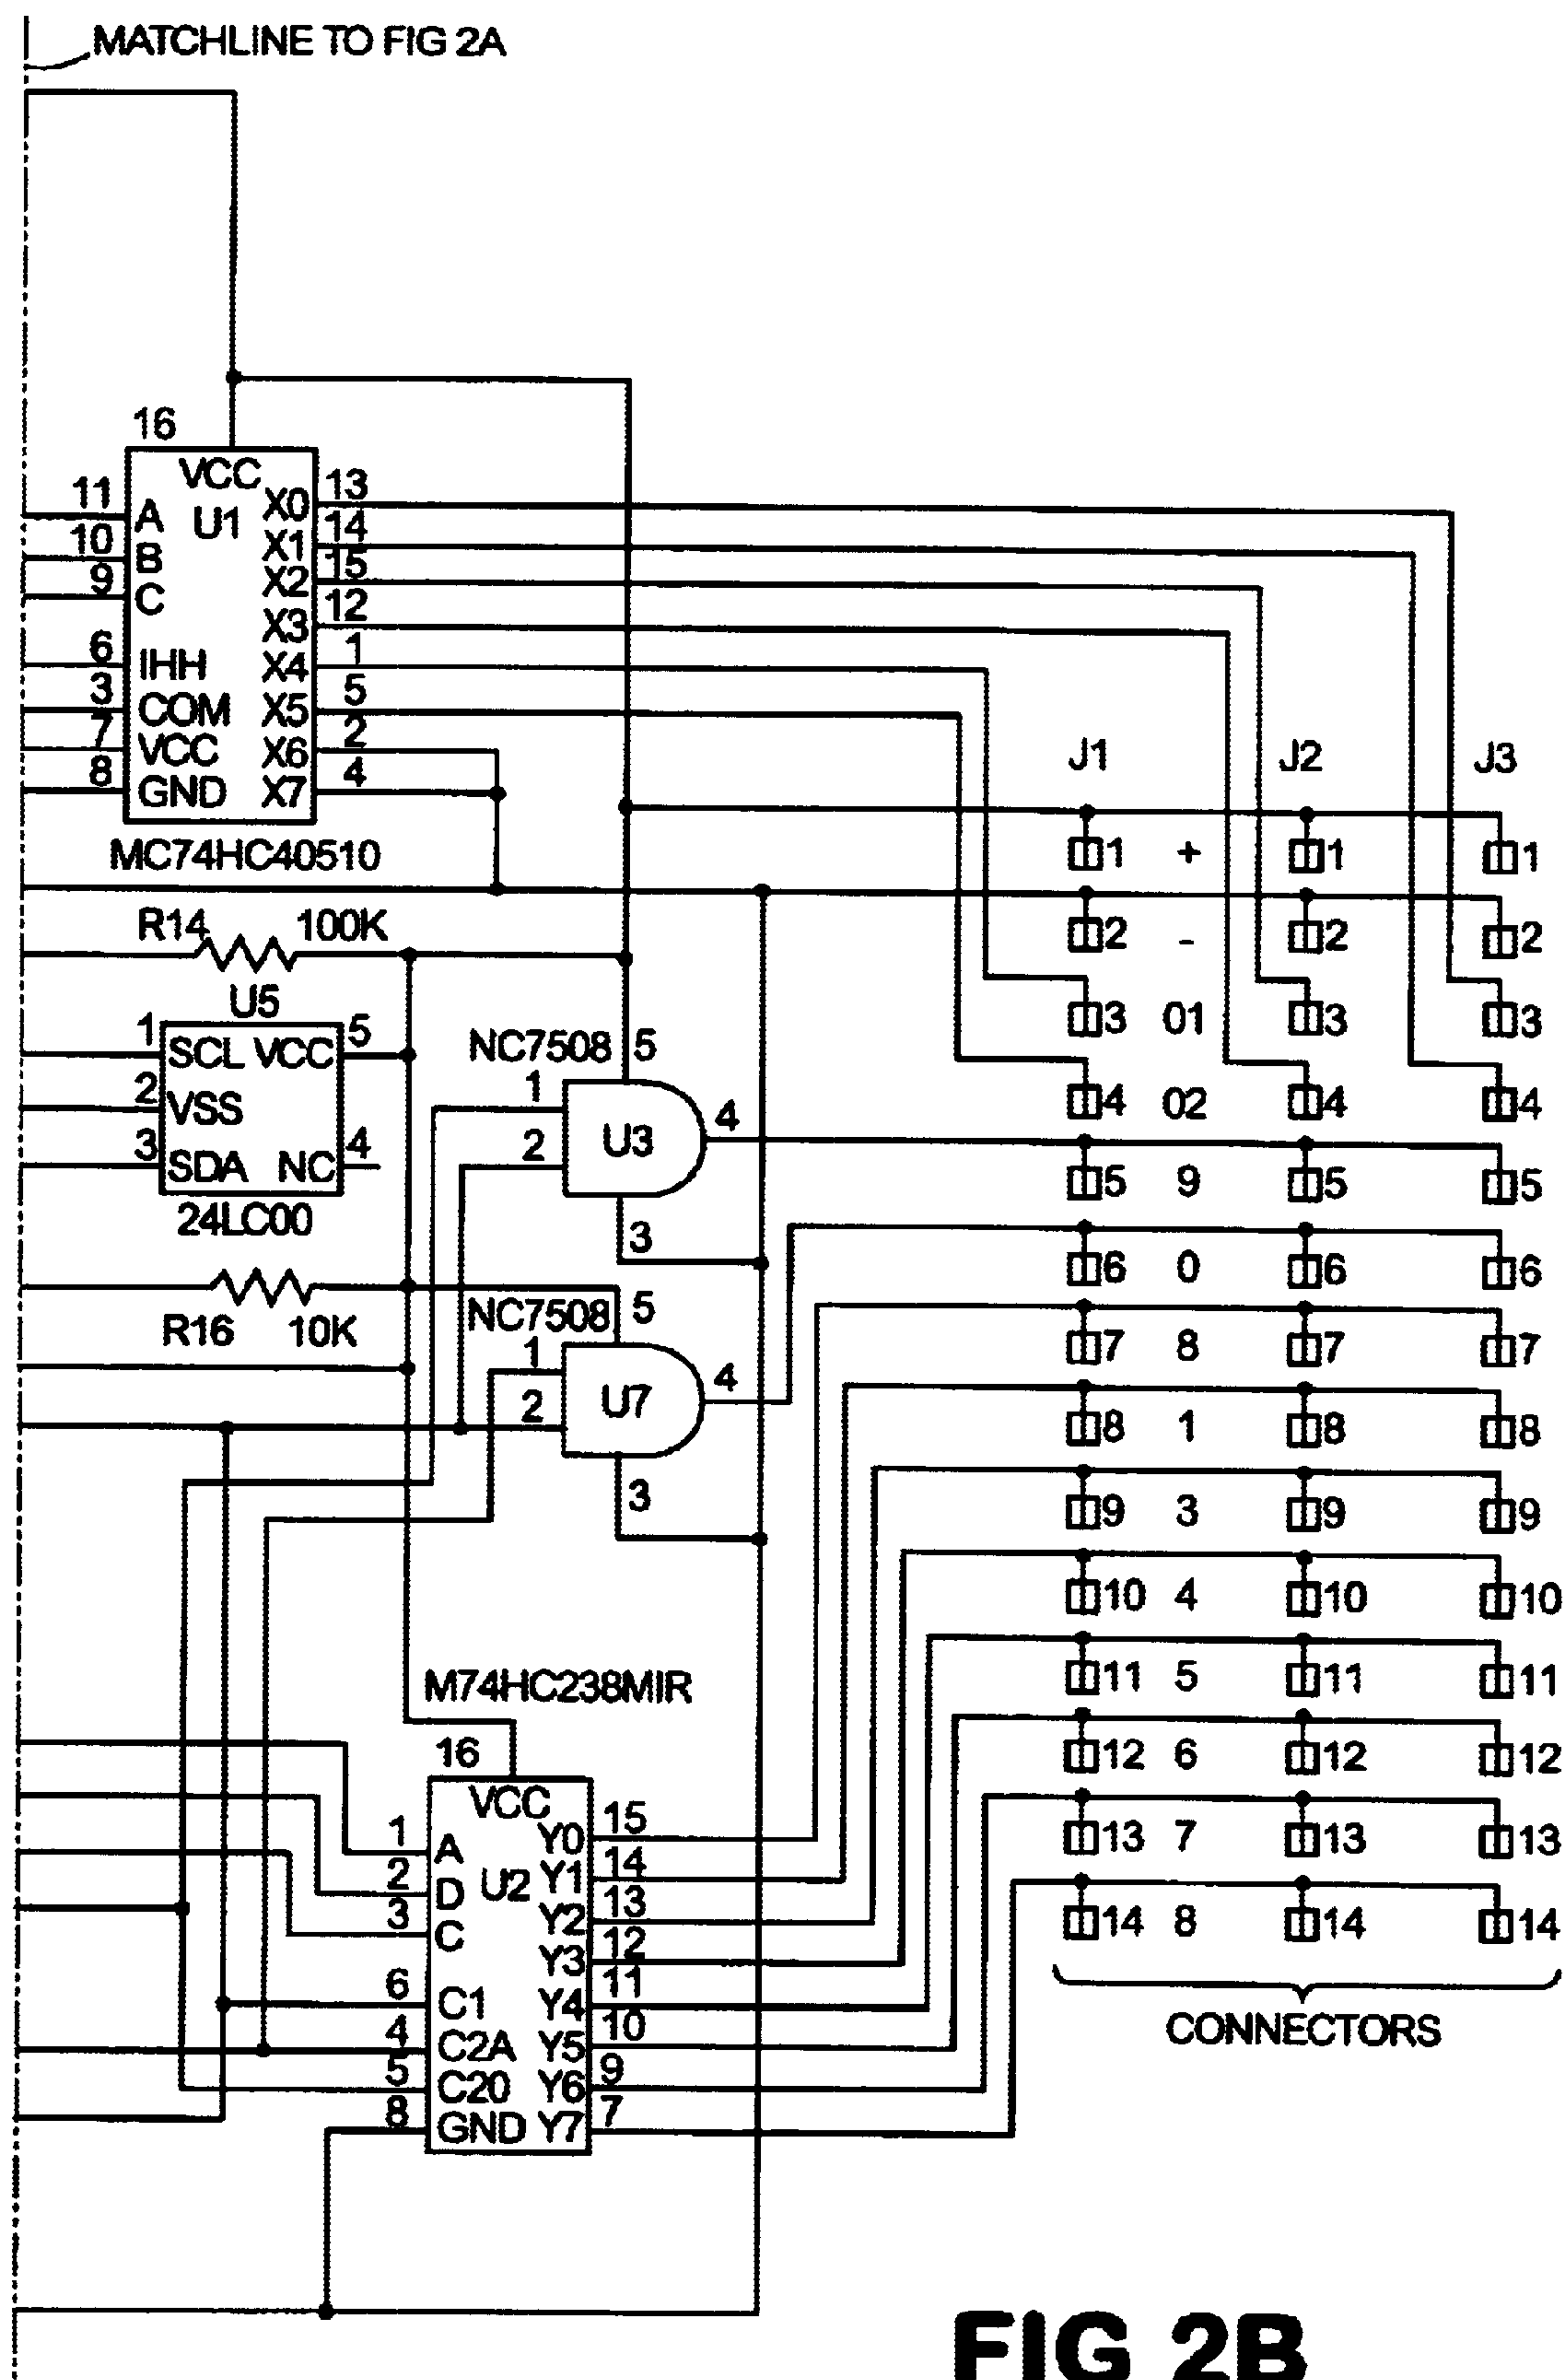 MATCHLINE TO FIG 2A
16
VCC
U1
11 A X0 13
10 B X1 14
9 C X2 15
X3 12
6 IHH X4 1
3 COM X5 5
7 VCC X6 2
8 GND X7 4
MC74HC40510
J1 J2 J3
1 + 1 1
2 - 2 2
3 01 3 3
4 02 4 4
5 9 5 5
6 0 6 6
7 8 7 7
8 1 8 8
9 3 9 9
10 4 10 10
11 5 11 11
12 6 12 12
13 7 13 13
14 8 14 14
CONNECTORS
R14 100K
U5
1 SCL VCC 5
2 VSS
3 SDA NC 4
24LC00
NC7508 5
1
2
U3
4
3
R16 10K
NC7508 5
1
2
U7
4
3
M74HC238MIR
16
VCC
U2
1 A Y0 15
2 D Y1 14
3 C Y2 13
Y3 12
6 C1 Y4 11
4 C2A Y5 10
5 C20 Y6 9
8 GND Y7 7
FIG 2B